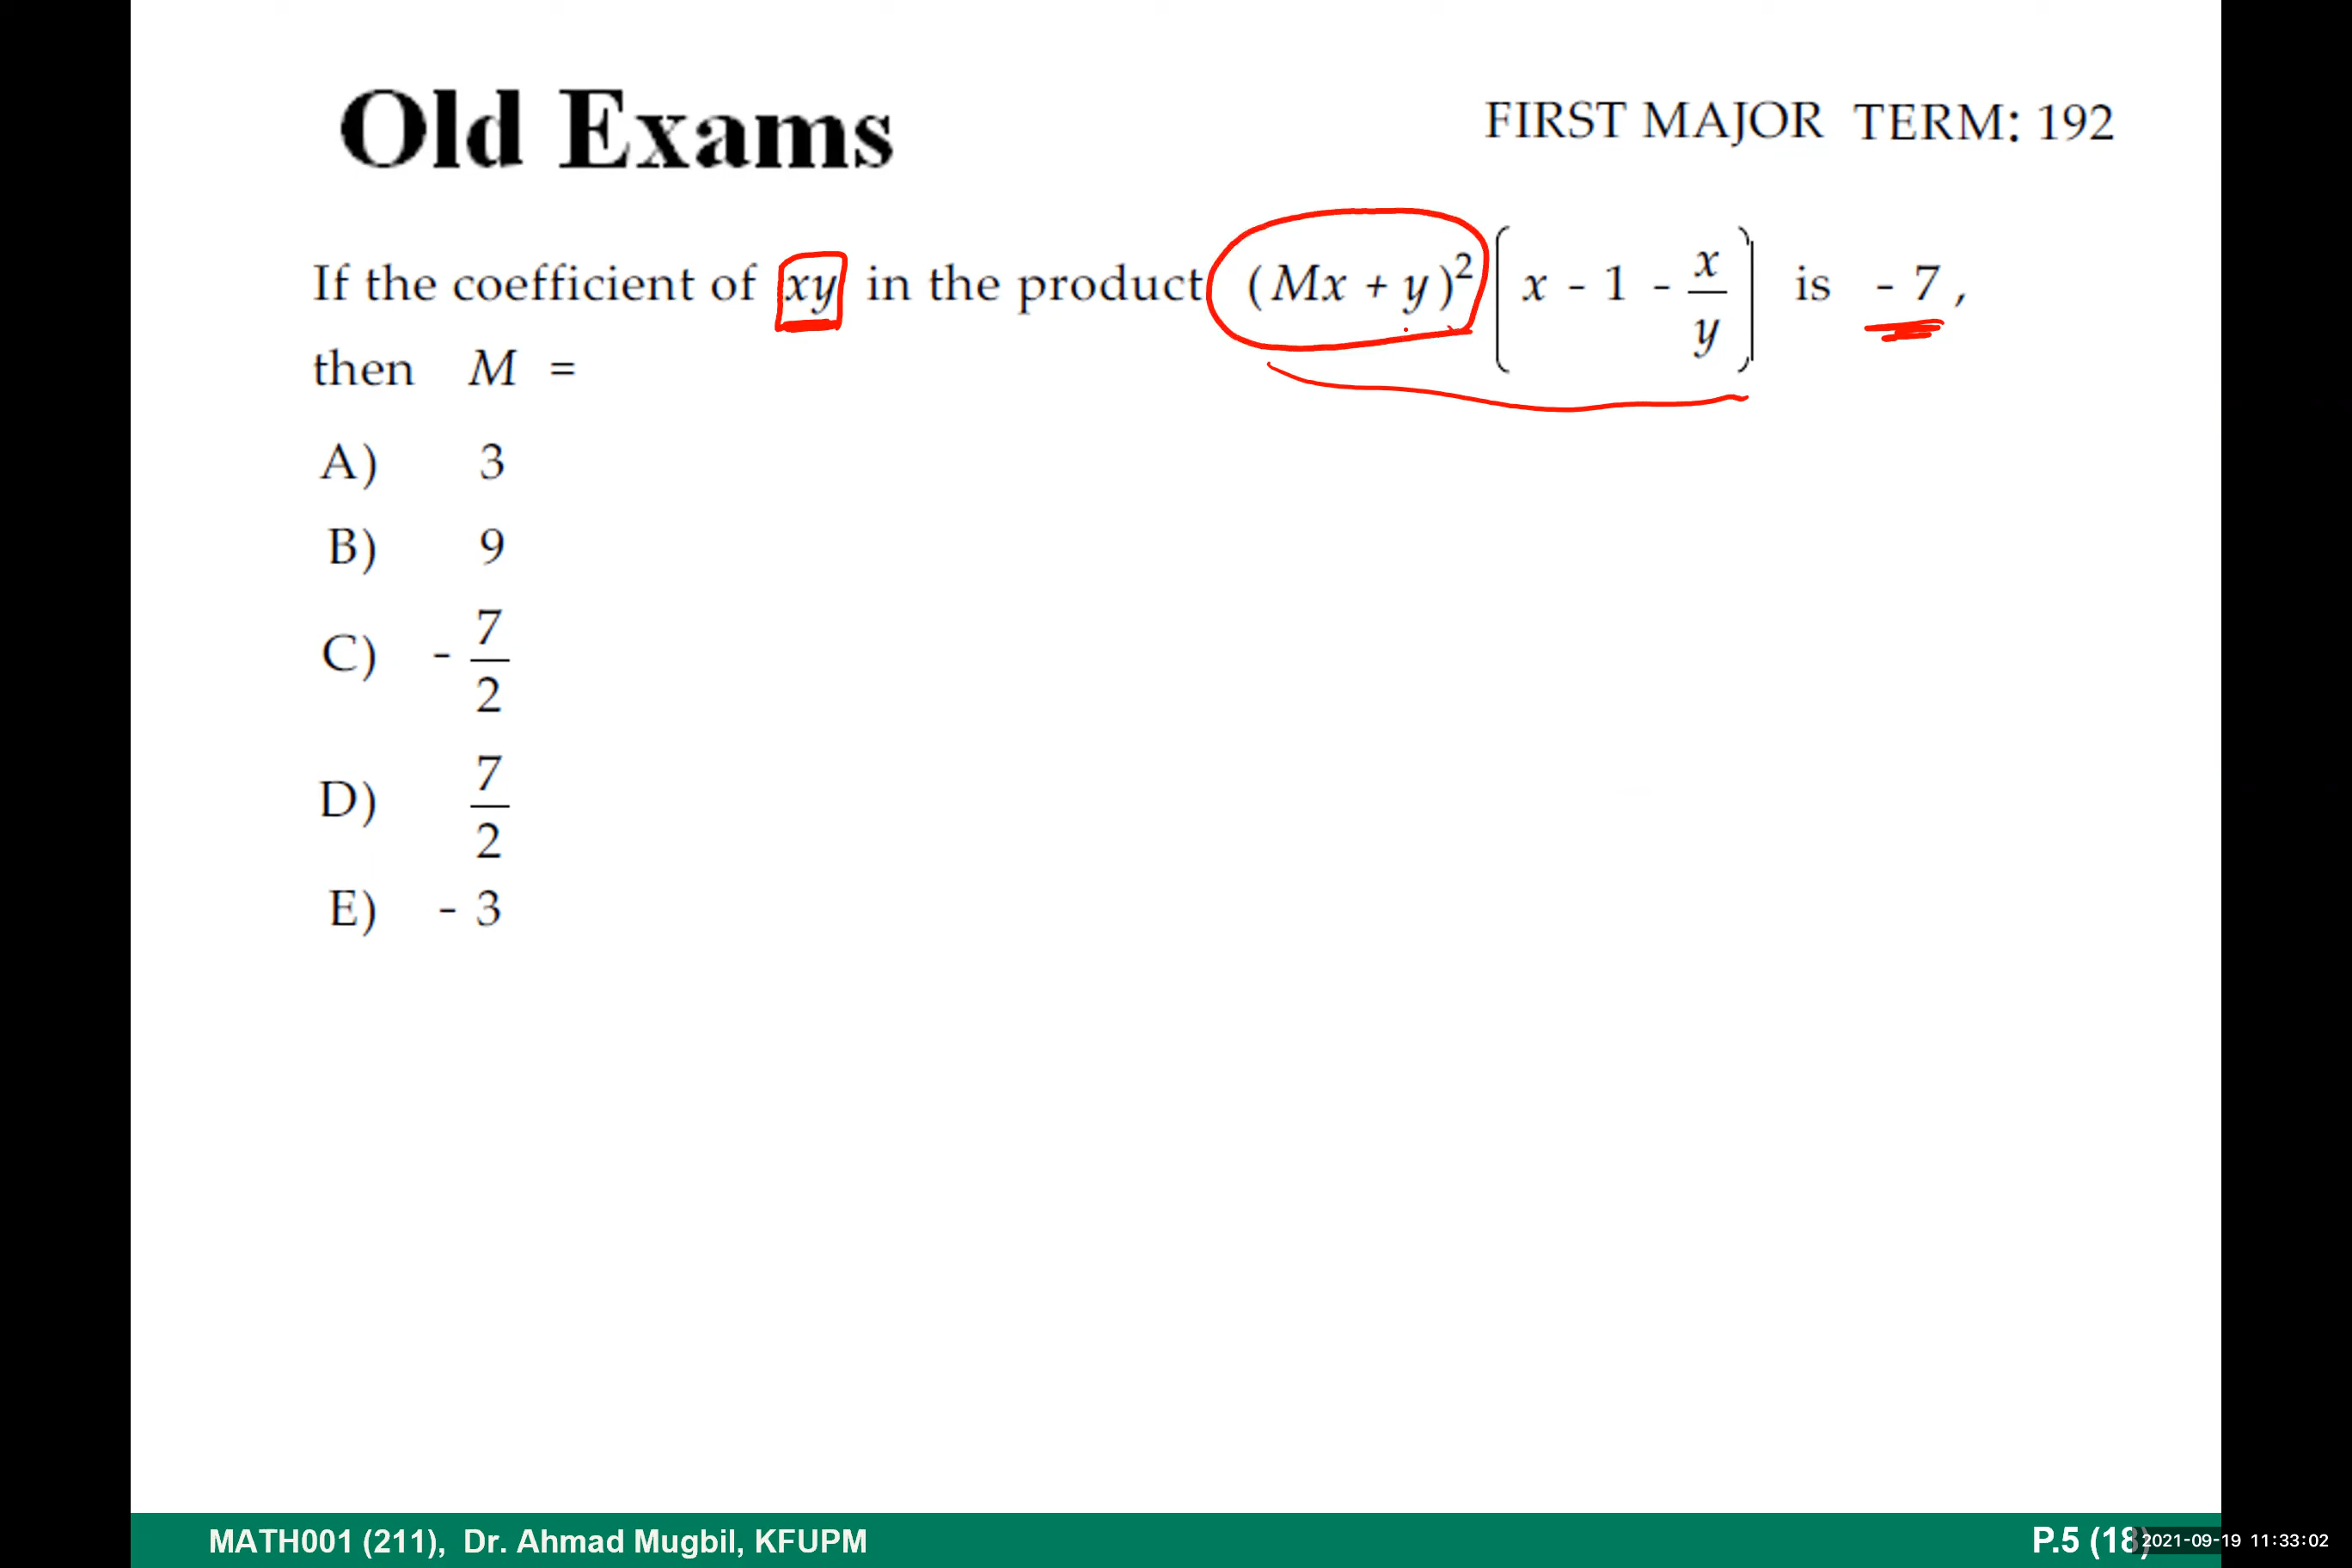 Old Exams
FIRST MAJOR TERM: 192
If the coefficient of xy in the product (Mx + y)² (x - 1 - x/y) is - 7,
then M =
A) 3
B) 9
C) - 7/2
D) 7/2
E) - 3
MATH001 (211), Dr. Ahmad Mugbil, KFUPM
P.5 (18)
2021-09-19 11:33:02